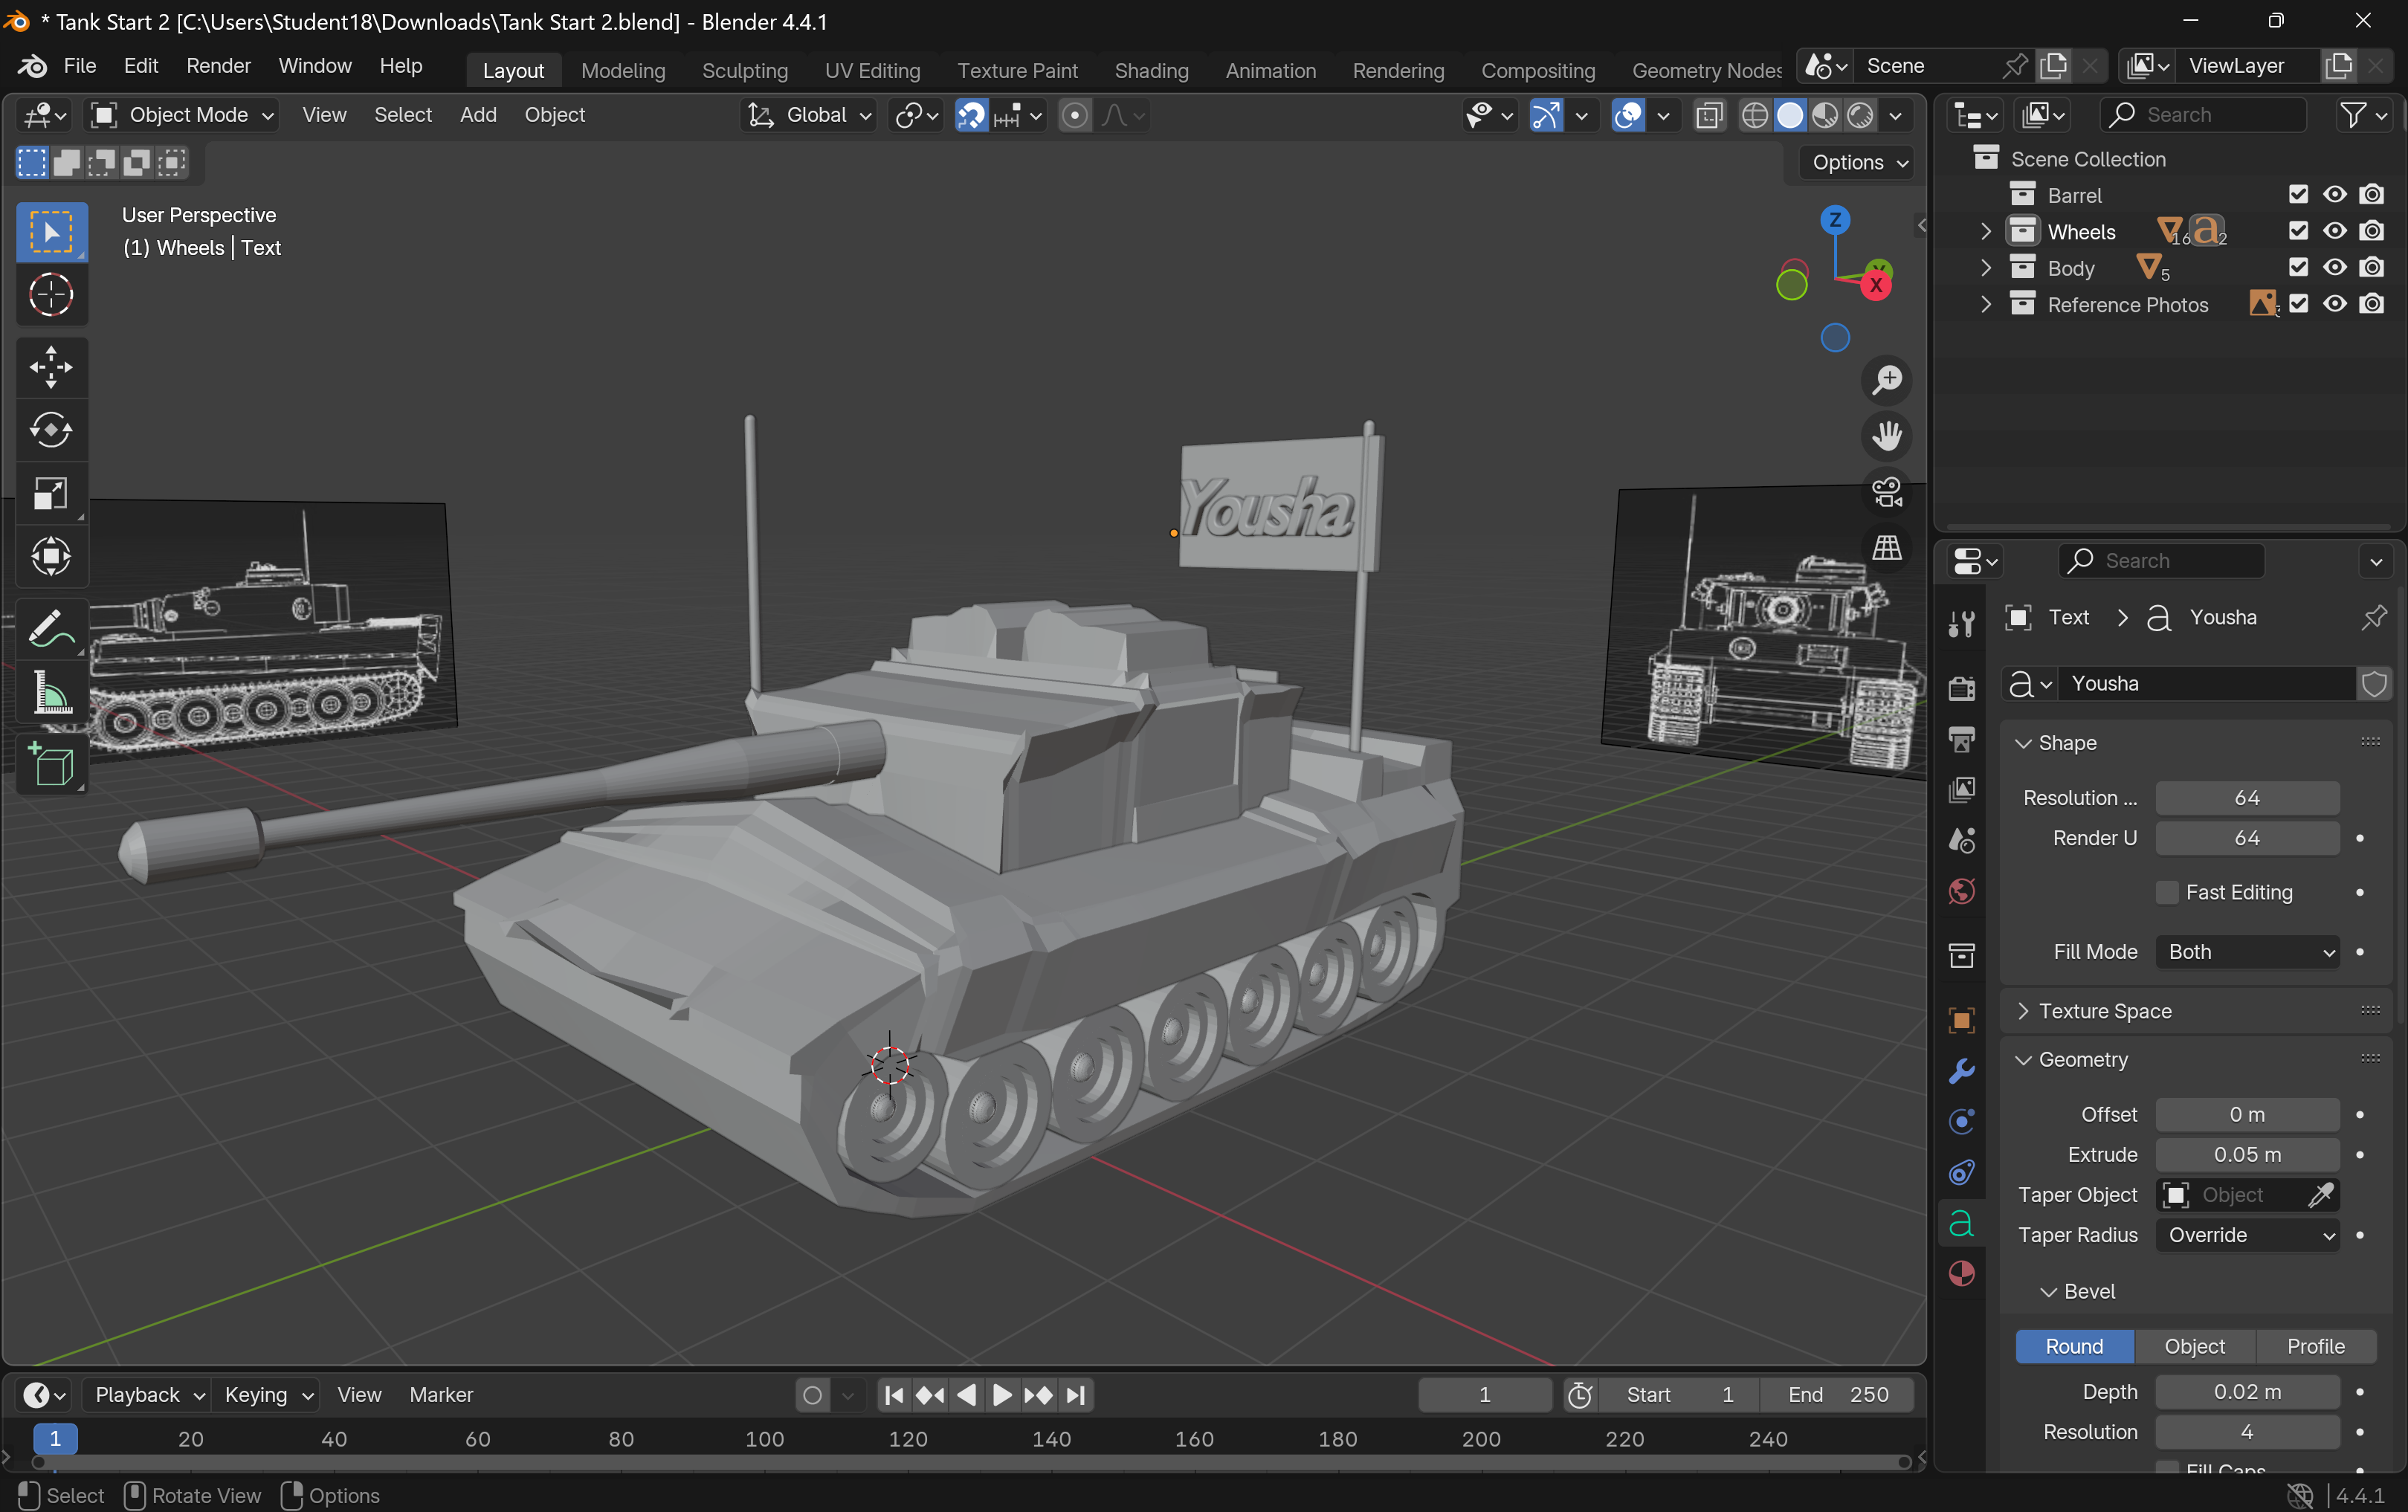 * Tank Start 2 [C:\Users\Student18\Downloads\Tank Start 2.blend] - Blender 4.4.1
File Edit Render Window Help Layout Modeling Sculpting UV Editing Texture Paint Shading Animation Rendering Compositing Geometry Nodes Scene ViewLayer
Object Mode View Select Add Object Global Search
Options
User Perspective
(1) Wheels | Text
Z
Y
X
Yousha
Scene Collection
Barrel
Wheels 16 2
Body 5
Reference Photos
Search
Text > Yousha
Yousha
Shape
Resolution ... 64
Render U 64
Fast Editing
Fill Mode Both
Texture Space
Geometry
Offset 0 m
Extrude 0.05 m
Taper Object Object
Taper Radius Override
Bevel
Round Object Profile
Depth 0.02 m
Resolution 4
Fill Caps
Playback Keying View Marker 1 Start 1 End 250
1 20 40 60 80 100 120 140 160 180 200 220 240
Select Rotate View Options 4.4.1